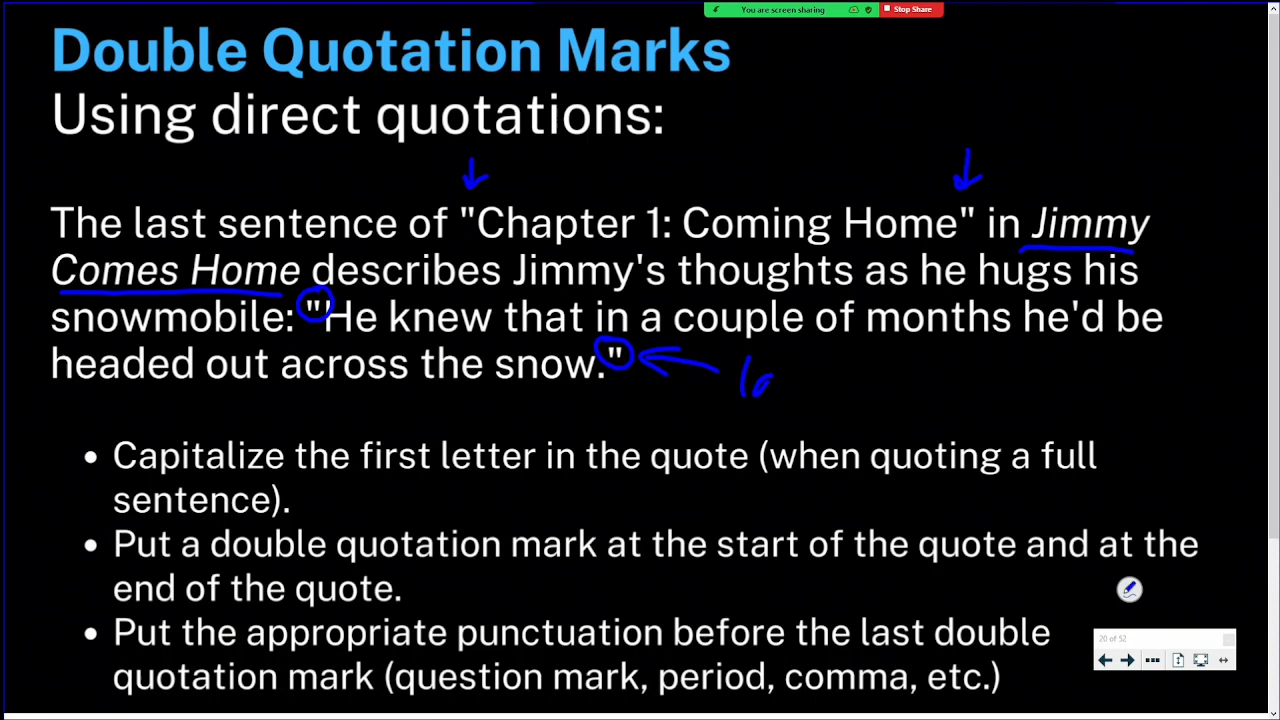 You are screen sharing
Stop Share
Double Quotation Marks
Using direct quotations:
The last sentence of "Chapter 1: Coming Home" in Jimmy
Comes Home describes Jimmy's thoughts as he hugs his
snowmobile: "He knew that in a couple of months he'd be
headed out across the snow."
• Capitalize the first letter in the quote (when quoting a full
sentence).
• Put a double quotation mark at the start of the quote and at the
end of the quote.
• Put the appropriate punctuation before the last double
quotation mark (question mark, period, comma, etc.)
20 of 52